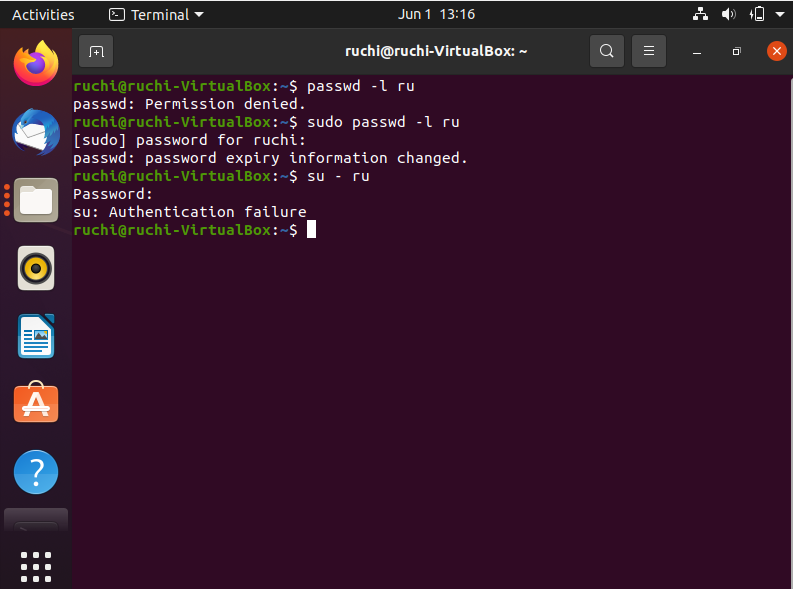 Activities Terminal Jun 1 13:16
ruchi@ruchi-VirtualBox: ~
ruchi@ruchi-VirtualBox:~$ passwd -l ru
passwd: Permission denied.
ruchi@ruchi-VirtualBox:~$ sudo passwd -l ru
[sudo] password for ruchi:
passwd: password expiry information changed.
ruchi@ruchi-VirtualBox:~$ su - ru
Password:
su: Authentication failure
ruchi@ruchi-VirtualBox:~$